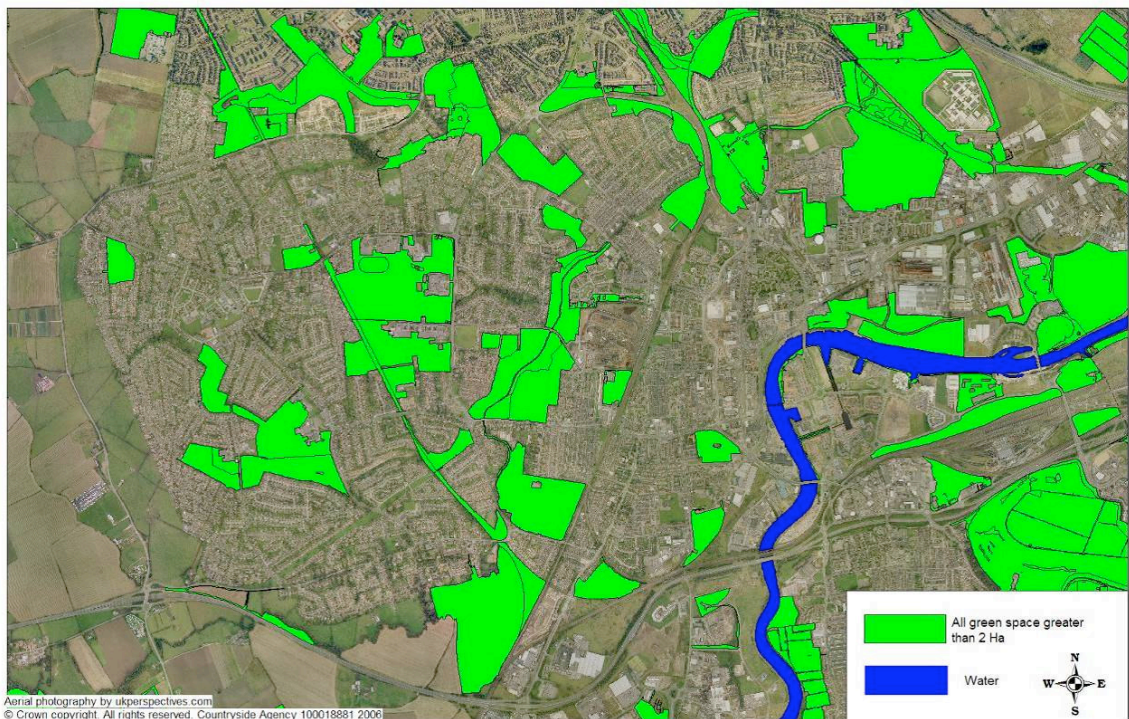 All green space greater
than 2 Ha
Water
N
W E
S
Aerial photography by ukperspectives.com
© Crown copyright. All rights reserved. Countryside Agency 100018881 2006